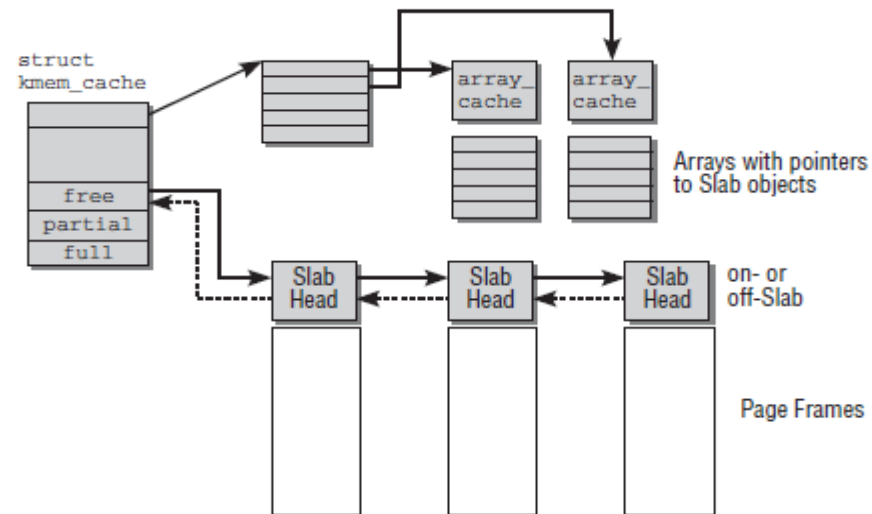 struct
kmem_cache
array_
cache
array_
cache
Arrays with pointers
to Slab objects
free
partial
full
Slab
Head
Slab
Head
Slab
Head
on- or
off-Slab
Page Frames